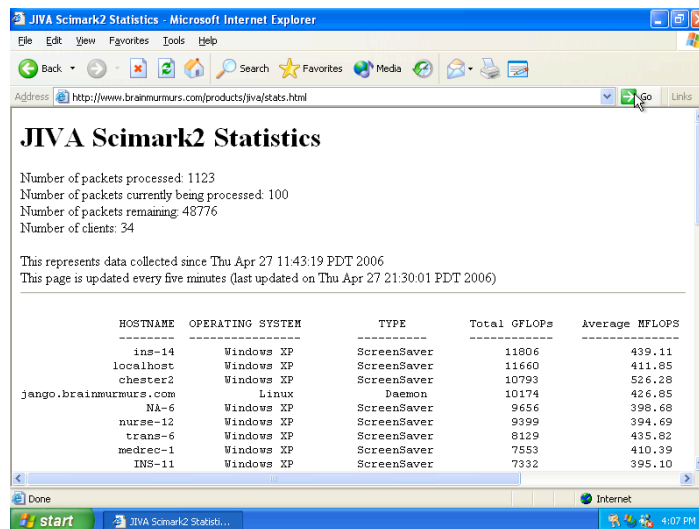 JIVA Scimark2 Statistics - Microsoft Internet Explorer
File Edit View Favorites Tools Help
Back Search Favorites Media
Address http://www.brainmurmurs.com/products/jiva/stats.html Go Links
JIVA Scimark2 Statistics
Number of packets processed: 1123
Number of packets currently being processed: 100
Number of packets remaining: 48776
Number of clients: 34
This represents data collected since Thu Apr 27 11:43:19 PDT 2006
This page is updated every five minutes (last updated on Thu Apr 27 21:30:01 PDT 2006)
HOSTNAME OPERATING SYSTEM TYPE Total GFLOPs Average MFLOPS
-------- ---------------- ---------- ------------ --------------
ins-14 Windows XP ScreenSaver 11806 439.11
localhost Windows XP ScreenSaver 11660 411.85
chester2 Windows XP ScreenSaver 10793 526.28
jango.brainmurmurs.com Linux Daemon 10174 426.85
NA-6 Windows XP ScreenSaver 9656 398.68
nurse-12 Windows XP ScreenSaver 9399 394.69
trans-6 Windows XP ScreenSaver 8129 435.82
medrec-1 Windows XP ScreenSaver 7553 410.39
INS-11 Windows XP ScreenSaver 7332 395.10
Done Internet
start JIVA Scimark2 Statisti... 4:07 PM